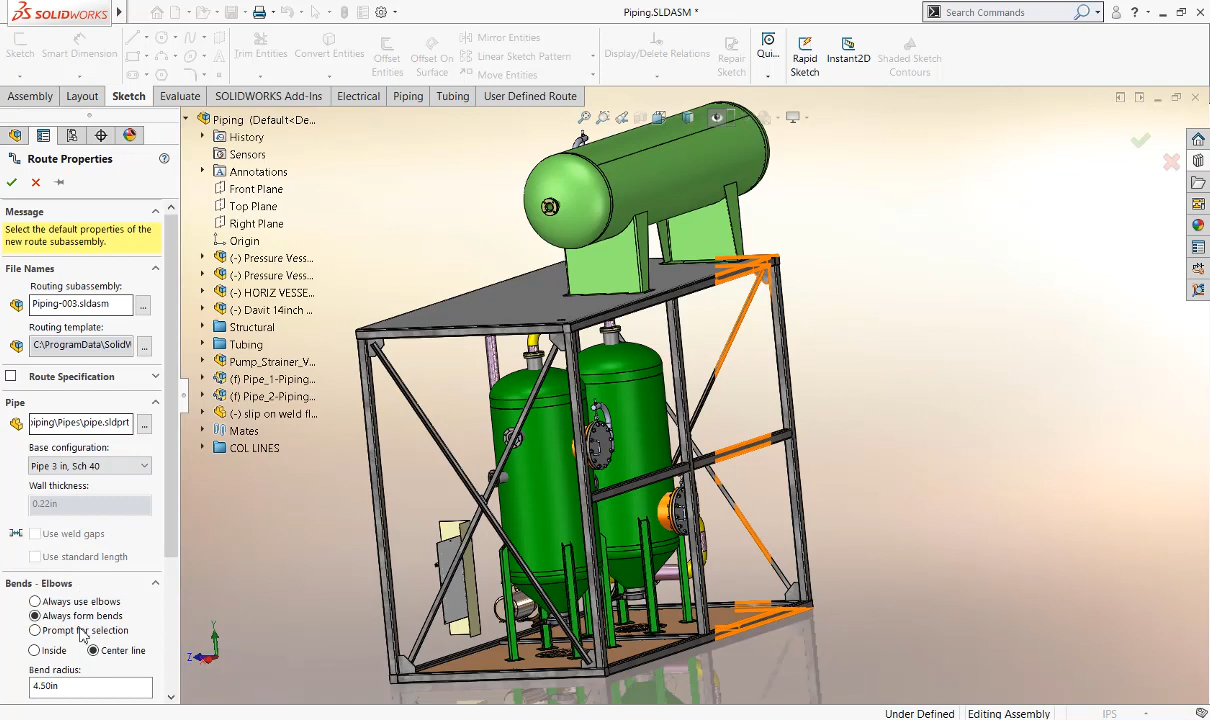 SOLIDWORKS
Piping.SLDASM *
Search Commands
?
Sketch
Smart Dimension
Trim Entities
Convert Entities
Offset
Entities
Offset On
Surface
Mirror Entities
Linear Sketch Pattern
Move Entities
Display/Delete Relations
Repair
Sketch
Qui...
Rapid
Sketch
Instant2D
Shaded Sketch
Contours
Assembly
Layout
Sketch
Evaluate
SOLIDWORKS Add-Ins
Electrical
Piping
Tubing
User Defined Route
Route Properties
Message
Select the default properties of the
new route subassembly.
File Names
Routing subassembly:
Piping-003.sldasm
...
Routing template:
C:\ProgramData\SolidW
...
Route Specification
Pipe
iping\Pipes\pipe.sldprt
...
Base configuration:
Pipe 3 in, Sch 40
Wall thickness:
0.22in
Use weld gaps
Use standard length
Bends - Elbows
Always use elbows
Always form bends
Prompt for selection
Inside
Center line
Bend radius:
4.50in
Piping (Default<De...
History
Sensors
Annotations
Front Plane
Top Plane
Right Plane
Origin
(-) Pressure Vess...
(-) Pressure Vess...
(-) HORIZ VESSE...
(-) Davit 14inch ...
Structural
Tubing
Pump_Strainer_V...
(f) Pipe_1-Piping...
(f) Pipe_2-Piping...
(-) slip on weld fl...
Mates
COL LINES
Y
Z
Under Defined
Editing Assembly
IPS